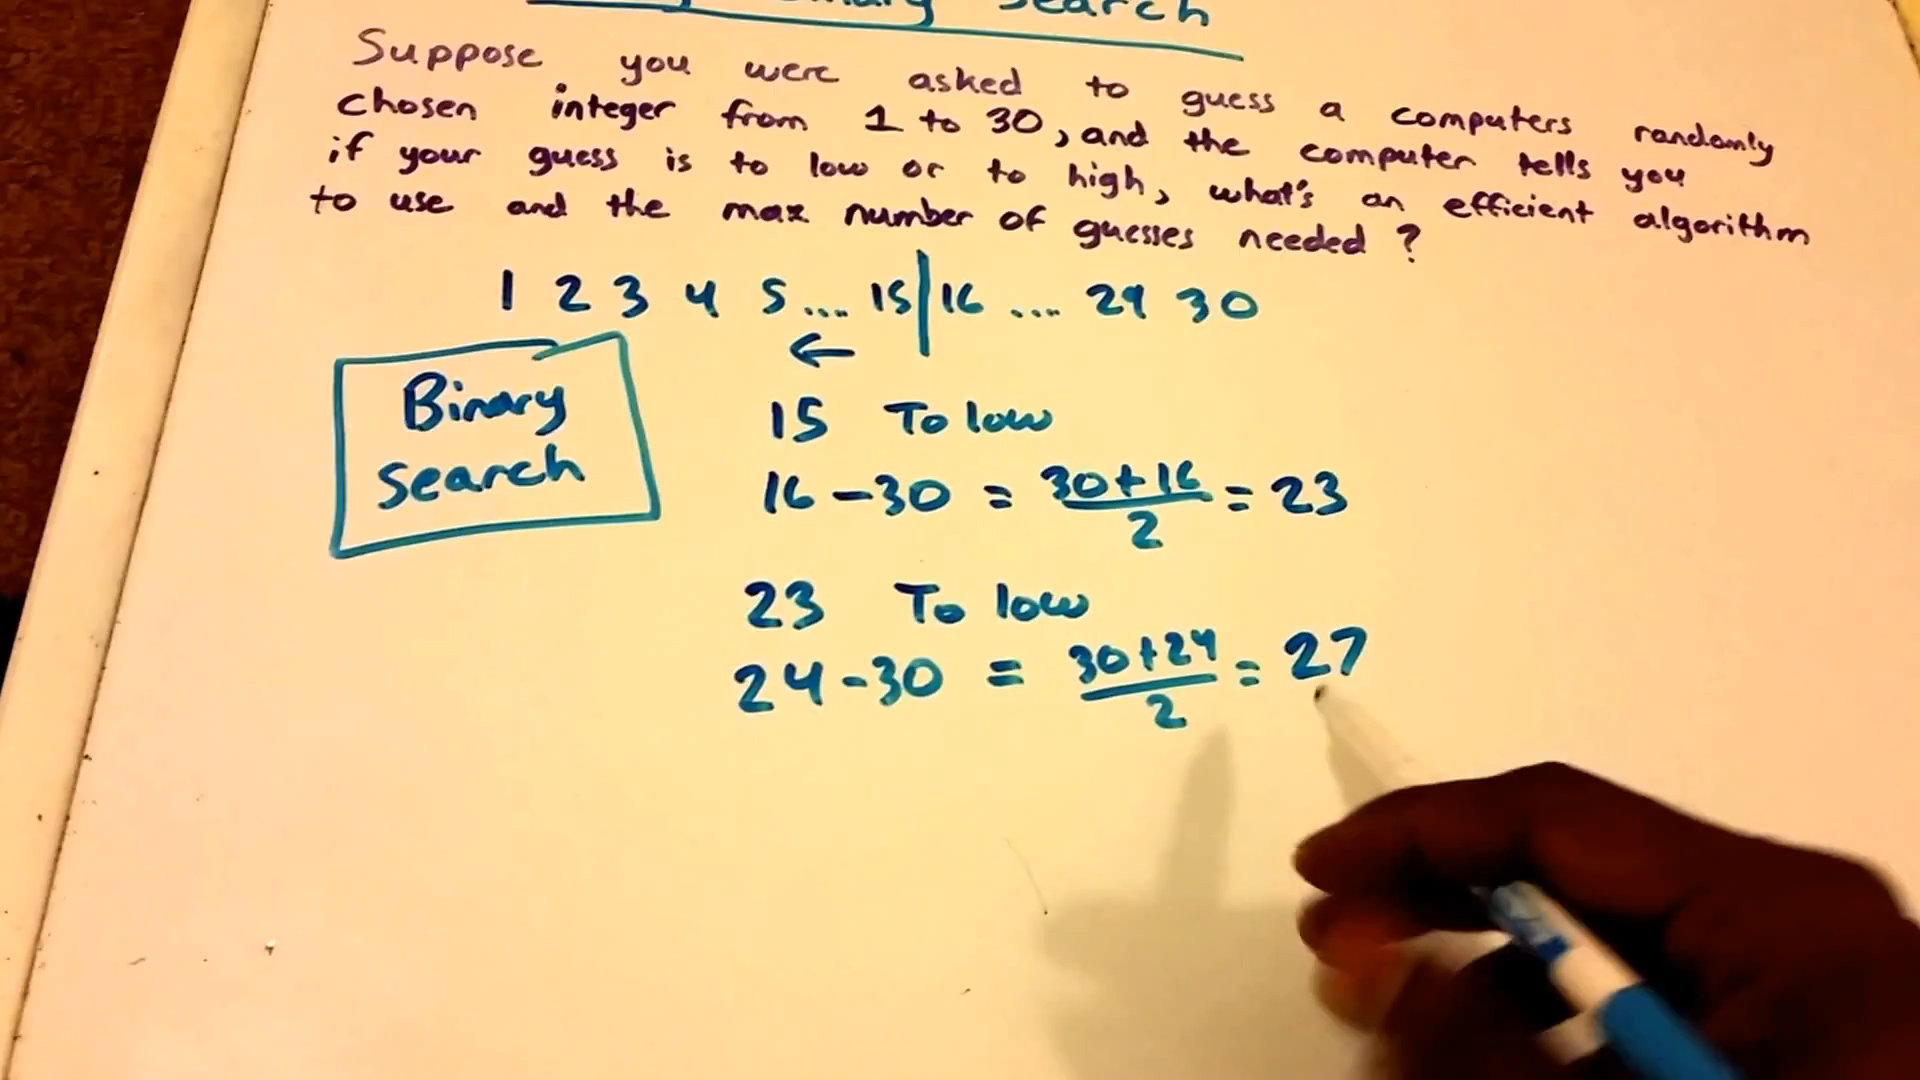 Binary Search
Suppose you were asked to guess a computers randomly
chosen integer from 1 to 30, and the computer tells you
if your guess is to low or to high, what's an efficient algorithm
to use and the max number of guesses needed?
1 2 3 4 5 .... 15 | 16 .... 29 30
←
Binary
Search
15 To low
16 - 30 = 30+16 / 2 = 23
23 To low
24 - 30 = 30+24 / 2 = 27